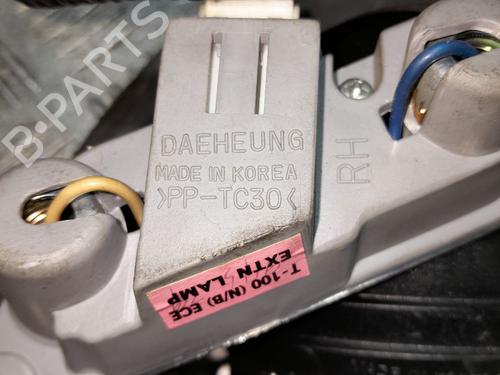 B-PARTS
DAEHEUNG
MADE IN KOREA
>PP-TC30<
RH
T-100 (N/B) ECE
EXTN LAMP